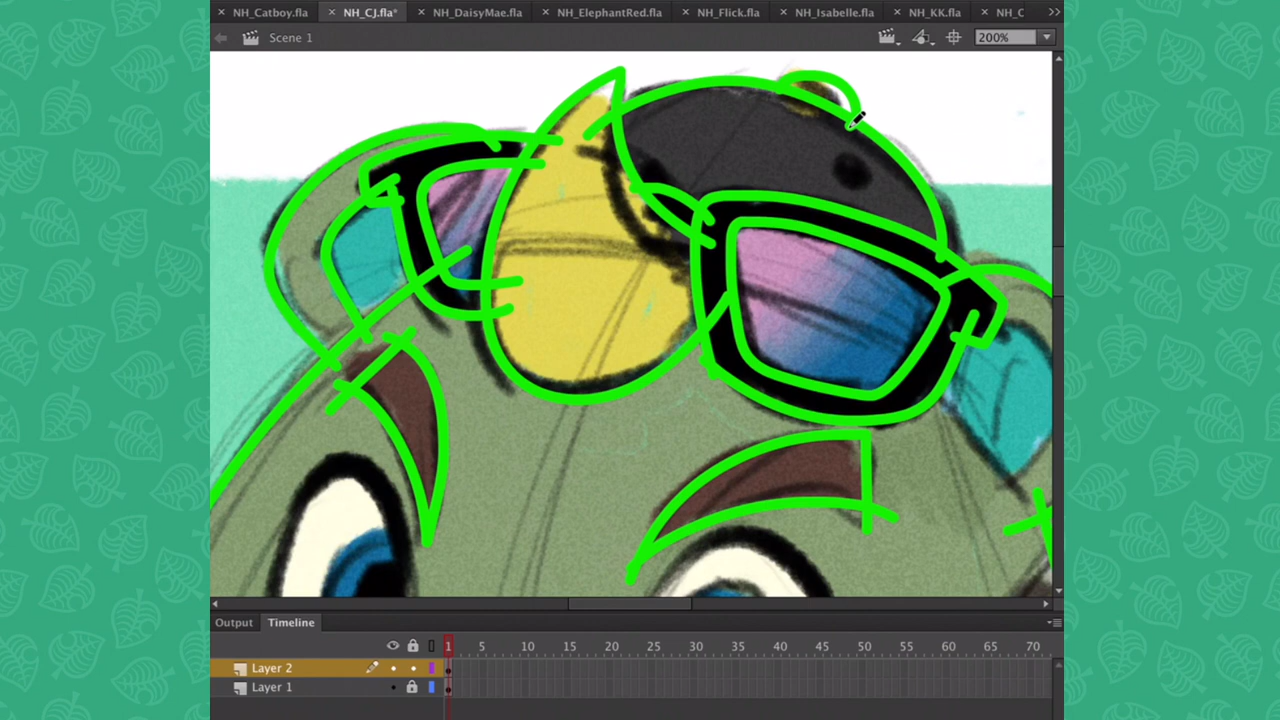 NH_Catboy.fla NH_CJ.fla* NH_DaisyMae.fla NH_ElephantRed.fla NH_Flick.fla NH_Isabelle.fla NH_KK.fla NH_C
Scene 1 200%
Output Timeline
1 5 10 15 20 25 30 35 40 45 50 55 60 65 70
Layer 2
Layer 1